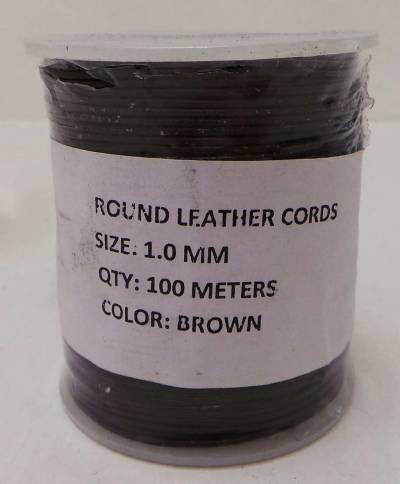 ROUND LEATHER CORDS
SIZE: 1.0 MM
QTY: 100 METERS
COLOR: BROWN